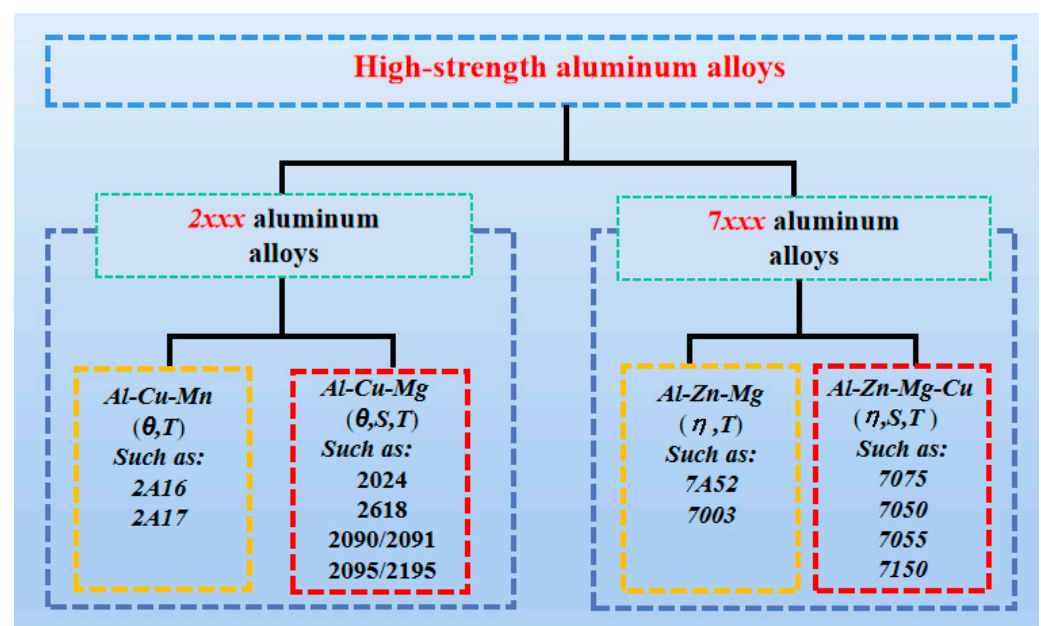 High-strength aluminum alloys
2xxx aluminum
alloys
7xxx aluminum
alloys
Al-Cu-Mn
(θ,T)
Such as:
2A16
2A17
Al-Cu-Mg
(θ,S,T)
Such as:
2024
2618
2090/2091
2095/2195
Al-Zn-Mg
(η,T)
Such as:
7A52
7003
Al-Zn-Mg-Cu
(η,S,T)
Such as:
7075
7050
7055
7150